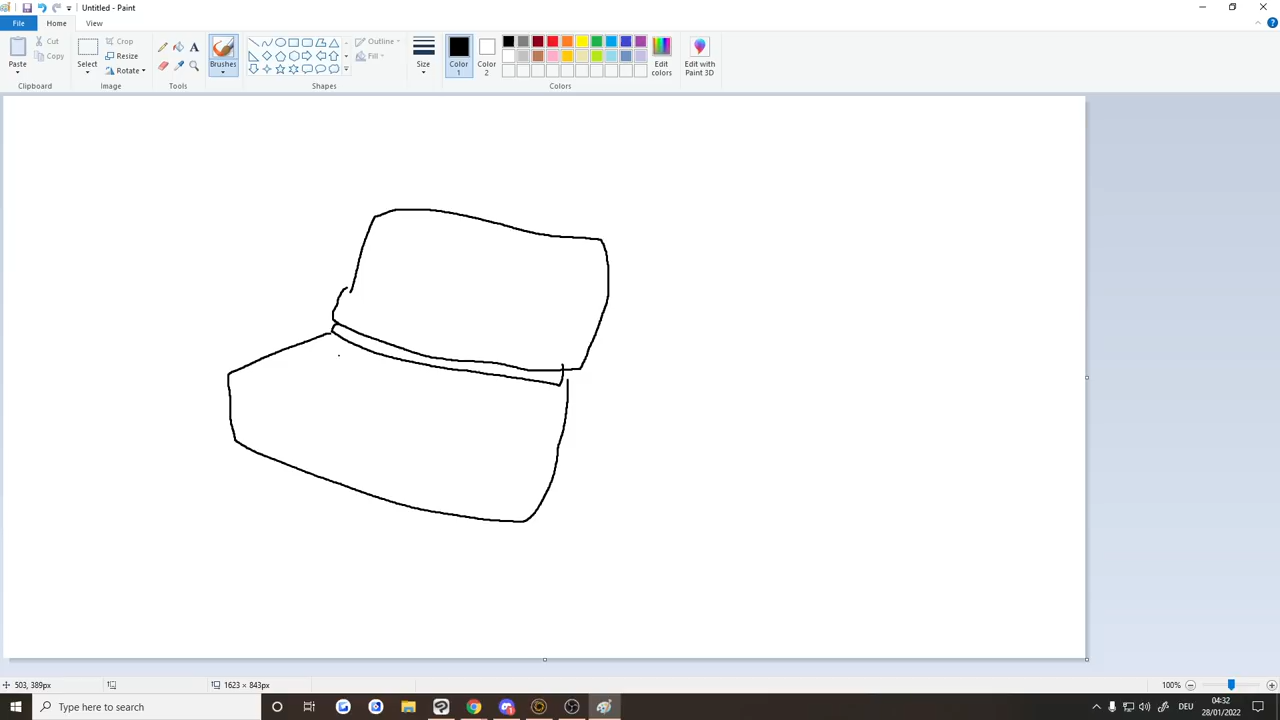 Untitled - Paint
File
Home
View
Paste
Cut
Copy
Clipboard
Select
Crop
Resize
Rotate
Image
A
Tools
Brushes
Outline
Fill
Shapes
Size
Color 1
Color 2
Edit colors
Edit with Paint 3D
Colors
503, 389px
1623 × 843px
100%
Type here to search
DEU
04:32
28/01/2022